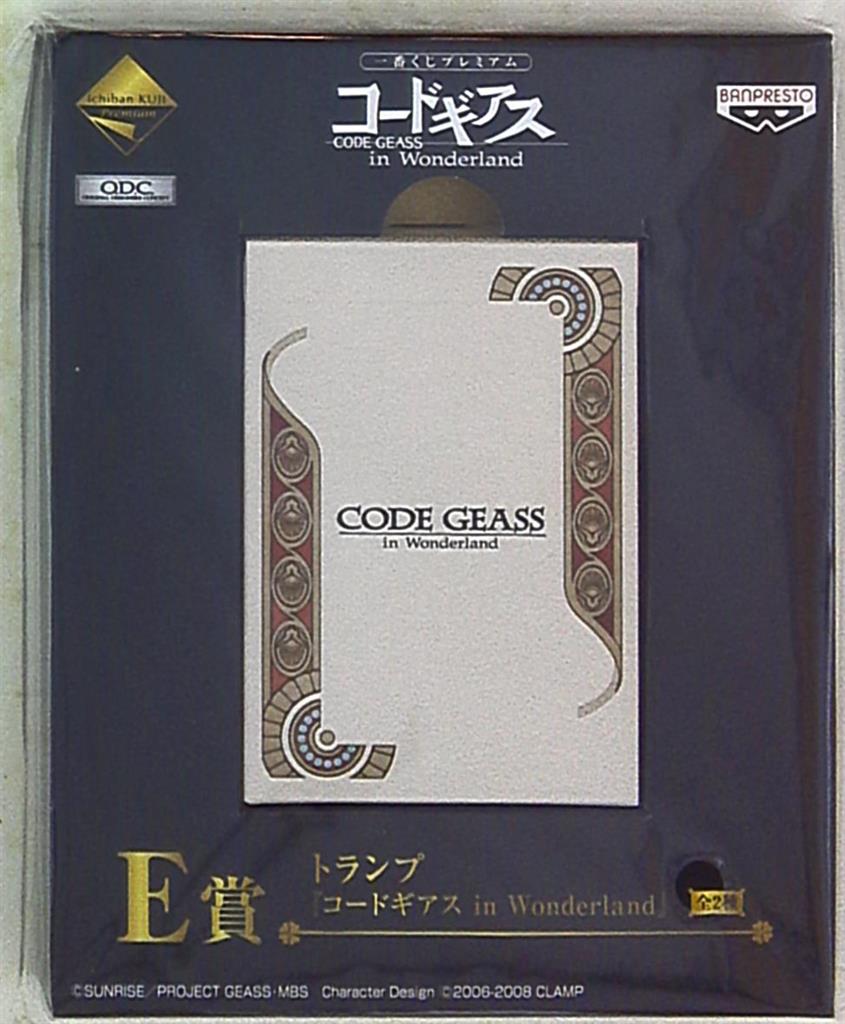 一番くじプレミアム
Ichiban KUJI
Premium
コードギアス
CODE GEASS
in Wonderland
BANPRESTO
O.D.C.
CODE GEASS
in Wonderland
E賞
トランプ
「コードギアス in Wonderland」
全2種
©SUNRISE/PROJECT GEASS・MBS Character Design ©2006-2008 CLAMP